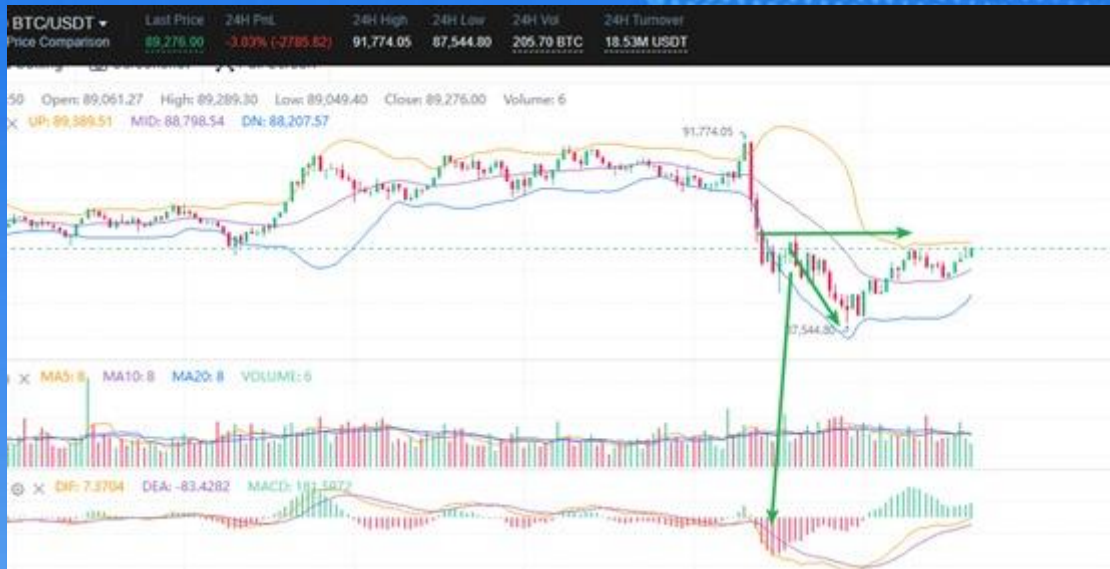 BTC/USDT
Price Comparison
Last Price
89,276.00
24H PnL
-3.03% (-2785.82)
24H High
91,774.05
24H Low
87,544.80
24H Vol
205.70 BTC
24H Turnover
18.53M USDT
:50 Open: 89,061.27 High: 89,289.30 Low: 89,049.40 Close: 89,276.00 Volume: 6
UP: 89,389.51 MID: 88,798.54 DN: 88,207.57
91,774.05
87,544.80
MA5: 8 MA10: 8 MA20: 8 VOLUME: 6
DIF: 7.3704 DEA: -83.4282 MACD: 181.5972